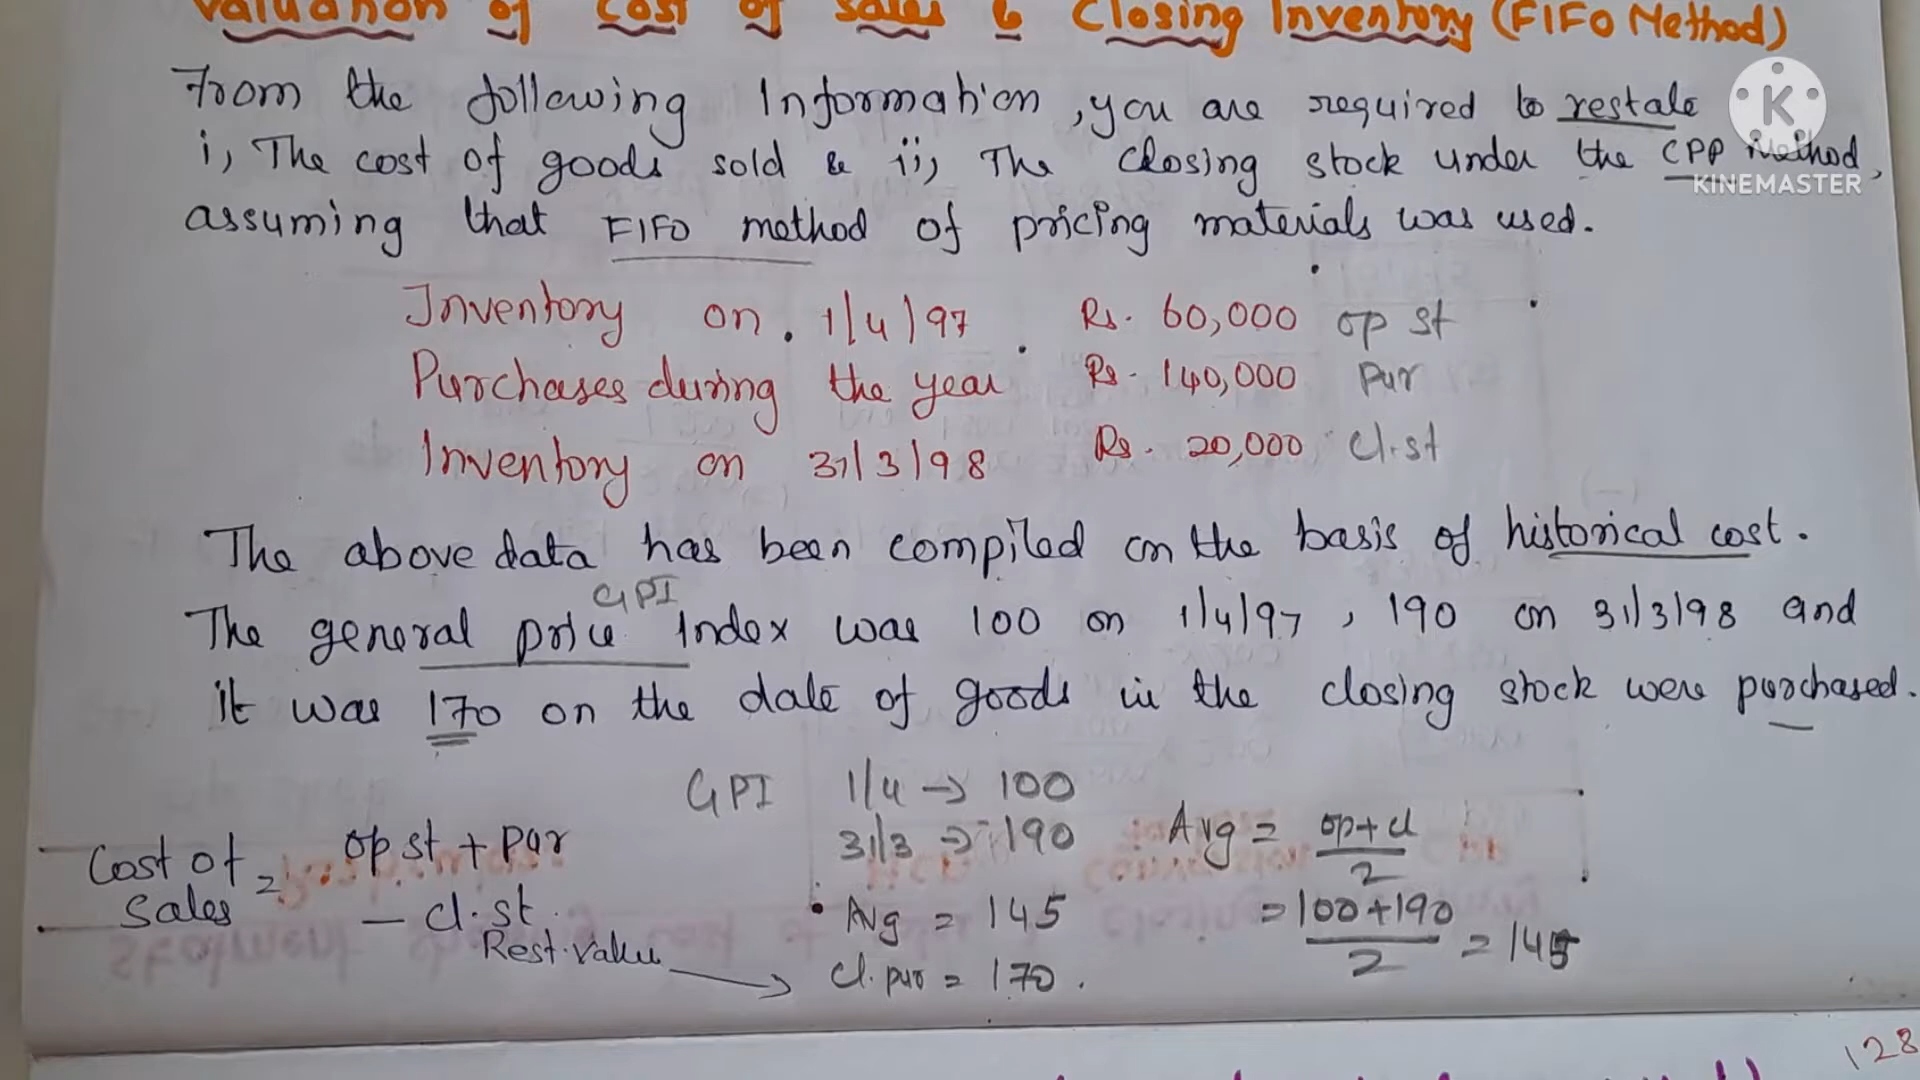 Valuation of Cost of Sales & Closing Inventory (FIFO Method)
From the following Information, you are required to restate
i, The cost of goods sold & ii, The closing stock under the CPP Method,
assuming that FIFO method of pricing materials was used.
KINEMASTER
Inventory on 1/4/97 Rs. 60,000 op st
Purchases during the year Rs. 140,000 Pur
Inventory on 31/3/98 Rs. 20,000 cl.st
The above data has been compiled on the basis of historical cost.
GPI
The general price Index was 100 on 1/4/97, 190 on 31/3/98 and
it was 170 on the date of goods in the closing stock were purchased.
GPI 1/4 → 100
31/3 → 190
Avg = 145
cl. pur = 170.
Avg = op+cl
2
= 100+190
2
= 145
Cost of Sales = op st + pur
— cl. st.
Rest. value
128